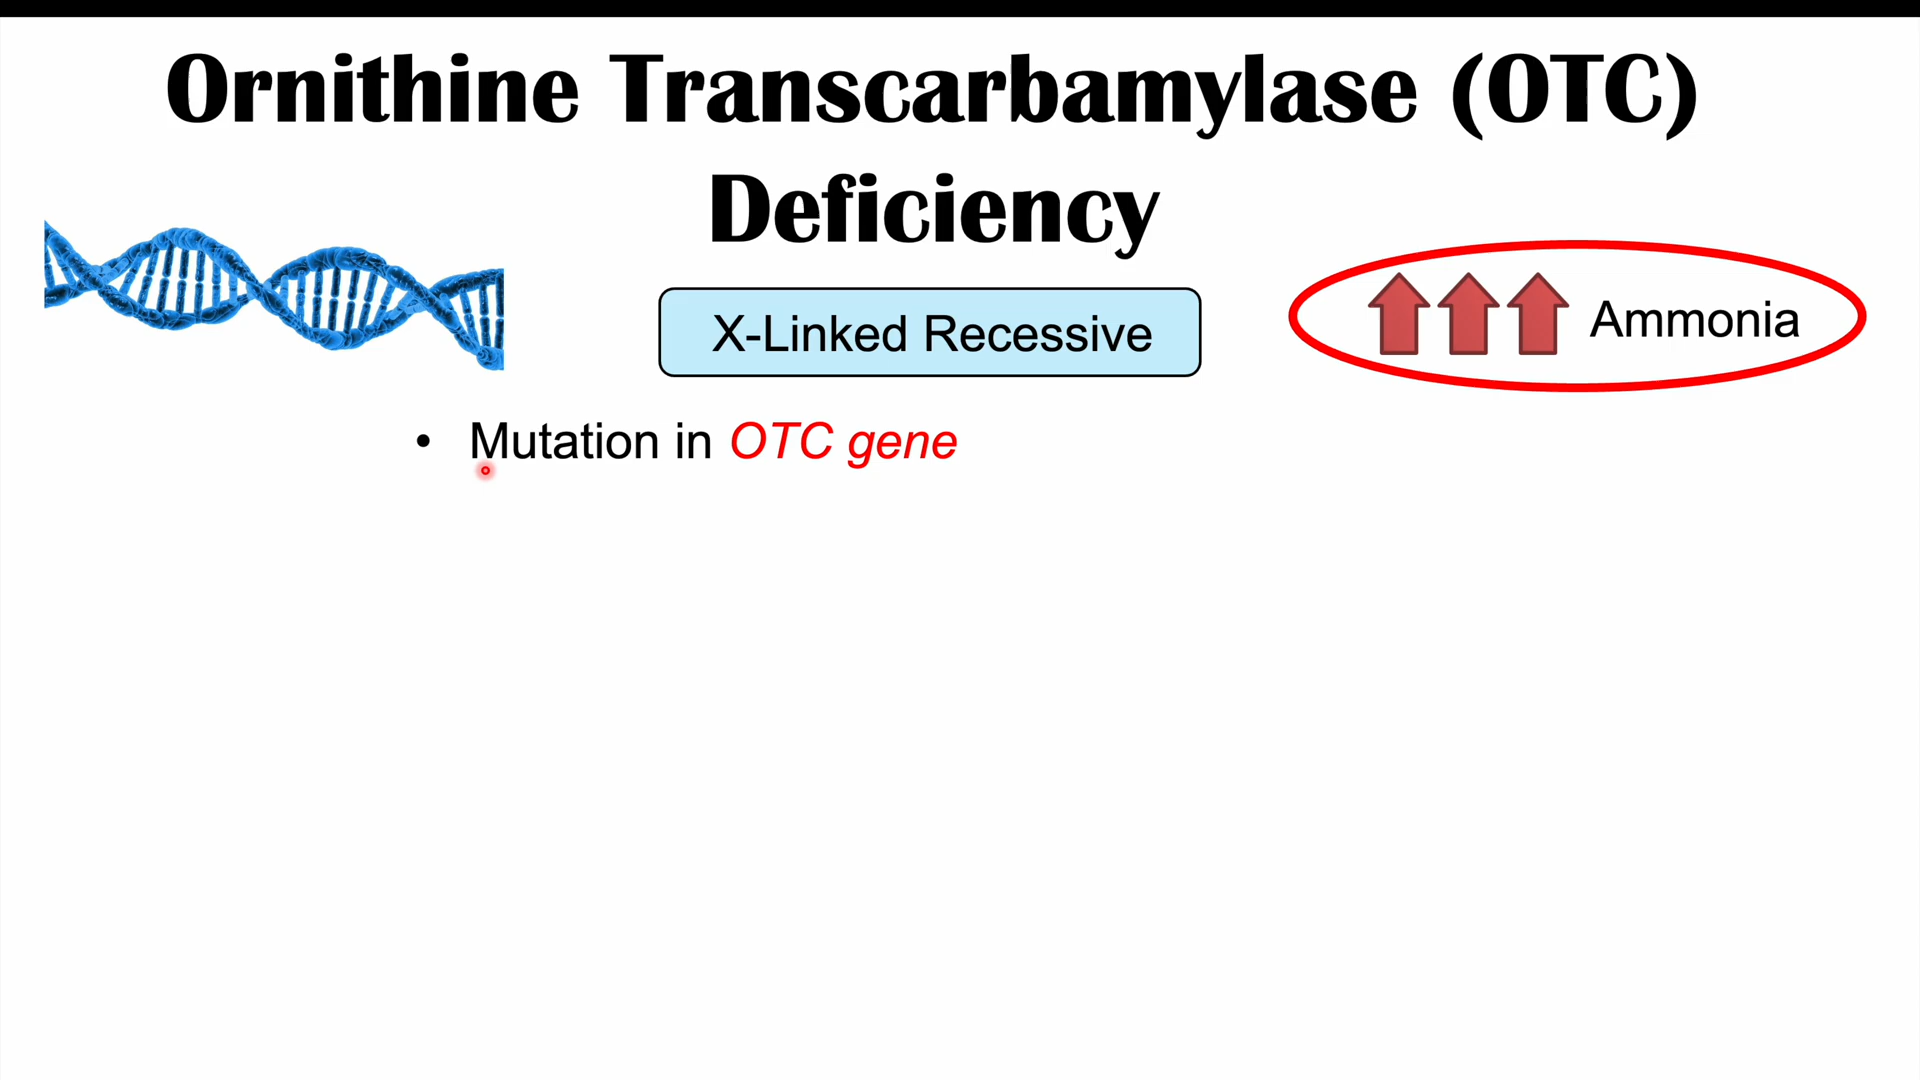 Ornithine Transcarbamylase (OTC)
Deficiency
X-Linked Recessive
Ammonia
• Mutation in OTC gene